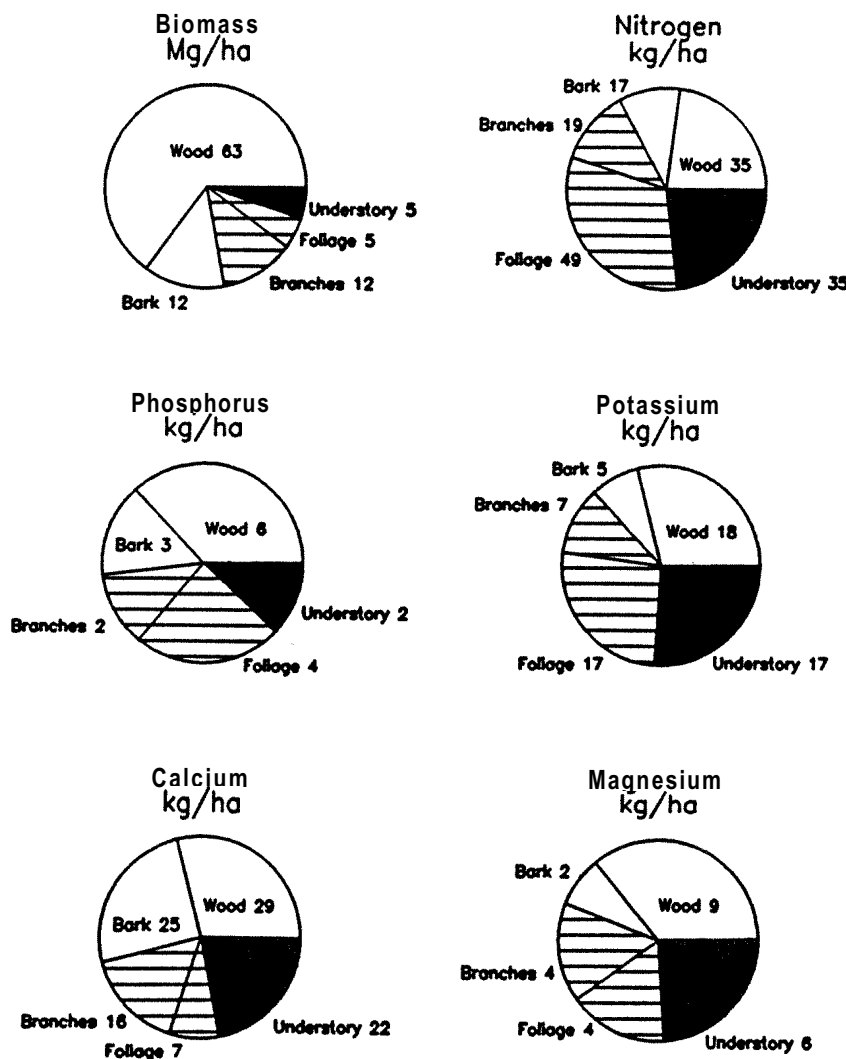 Biomass
Mg/ha
Wood 63
Understory 5
Foliage 5
Branches 12
Bark 12
Nitrogen
kg/ha
Bark 17
Branches 19
Wood 35
Foliage 49
Understory 35
Phosphorus
kg/ha
Wood 6
Bark 3
Understory 2
Branches 2
Foliage 4
Potassium
kg/ha
Bark 5
Branches 7
Wood 18
Foliage 17
Understory 17
Calcium
kg/ha
Wood 29
Bark 25
Branches 16
Understory 22
Foliage 7
Magnesium
kg/ha
Bark 2
Wood 9
Branches 4
Foliage 4
Understory 6